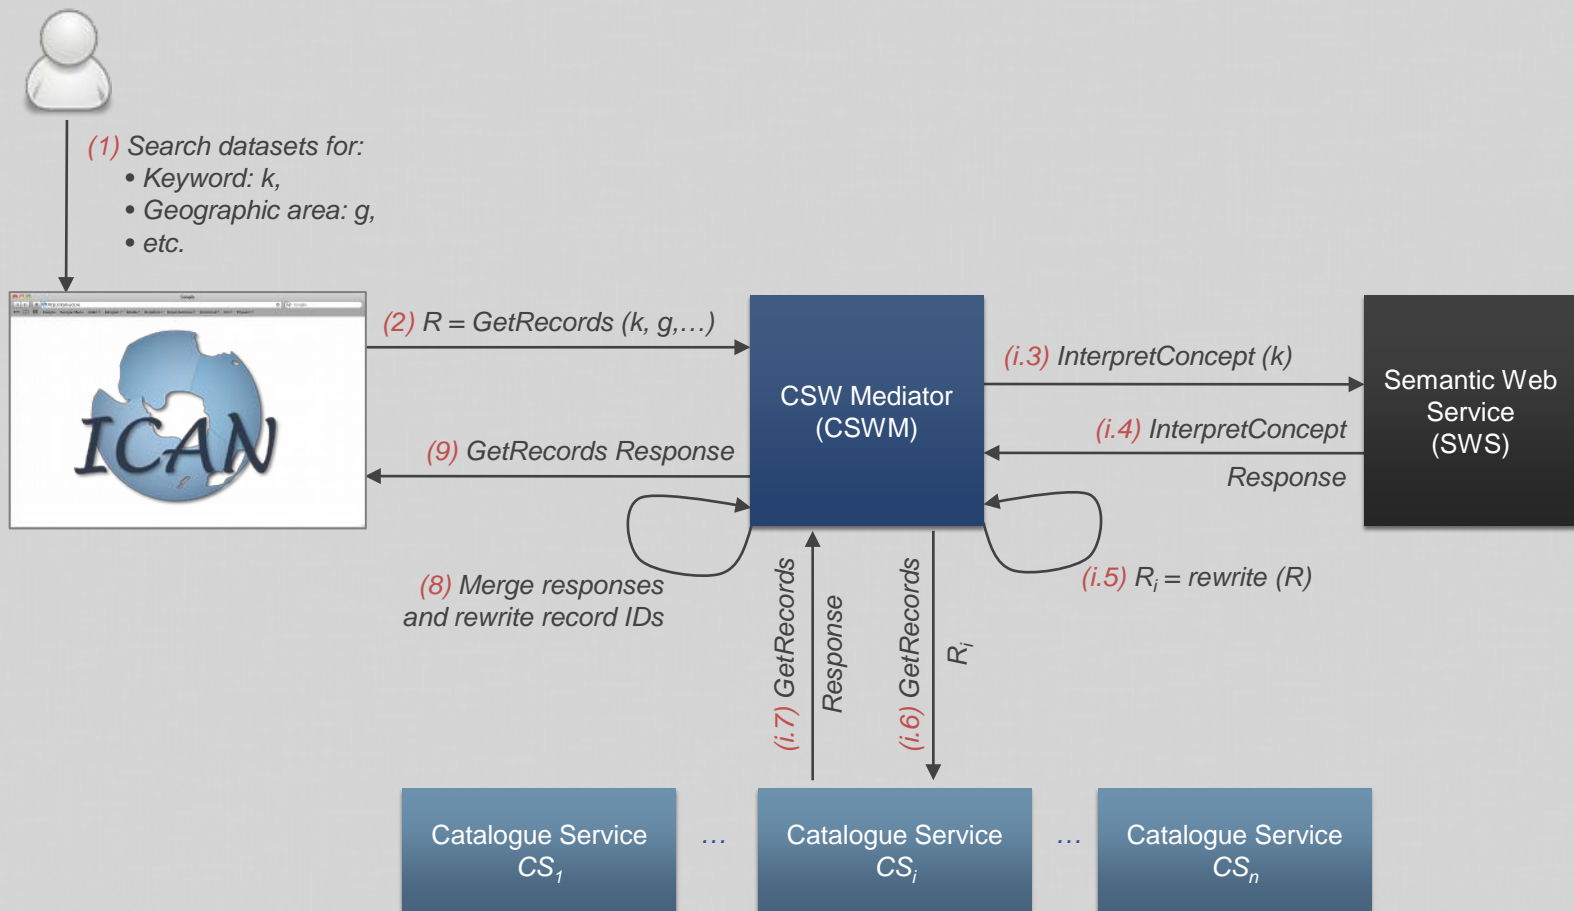 (1) Search datasets for:
• Keyword: k,
• Geographic area: g,
• etc.
Google
ICAN
(2) R = GetRecords (k, g,…)
(9) GetRecords Response
CSW Mediator
(CSWM)
(i.3) InterpretConcept (k)
(i.4) InterpretConcept
Response
Semantic Web
Service
(SWS)
(8) Merge responses
and rewrite record IDs
(i.5) Ri = rewrite (R)
(i.7) GetRecords
Response
(i.6) GetRecords
Ri
Catalogue Service
CS1
…
Catalogue Service
CSi
…
Catalogue Service
CSn